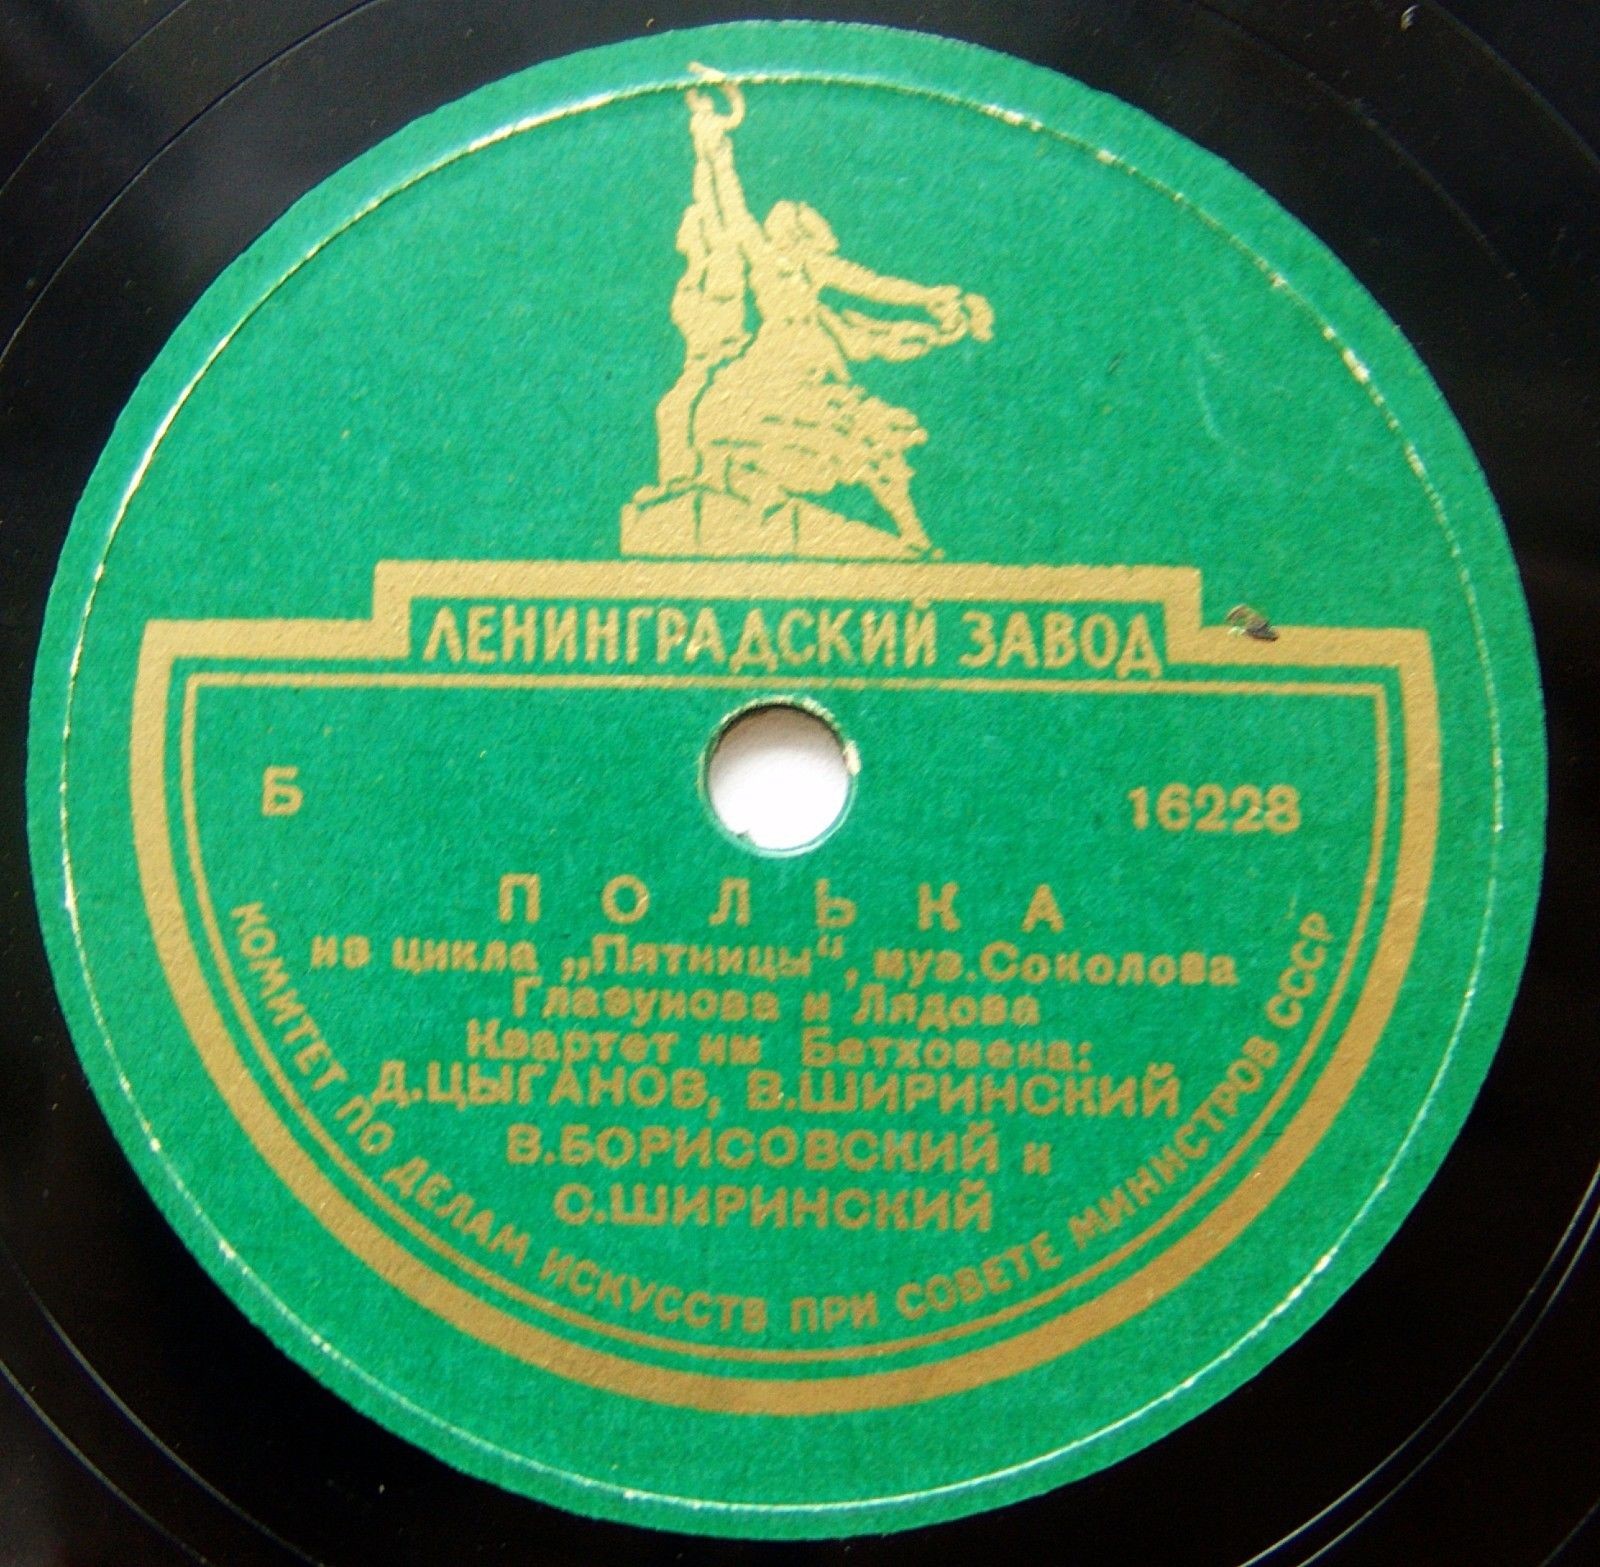 ЛЕНИНГРАДСКИЙ ЗАВОД
Б 16228
ПОЛЬКА
из цикла „Пятницы“, муз.Соколова
Глазунова и Лядова
Квартет им Бетховена:
Д.ЦЫГАНОВ, В.ШИРИНСКИЙ
В.БОРИСОВСКИЙ и
С.ШИРИНСКИЙ
КОМИТЕТ ПО ДЕЛАМ ИСКУССТВ ПРИ СОВЕТЕ МИНИСТРОВ СССР